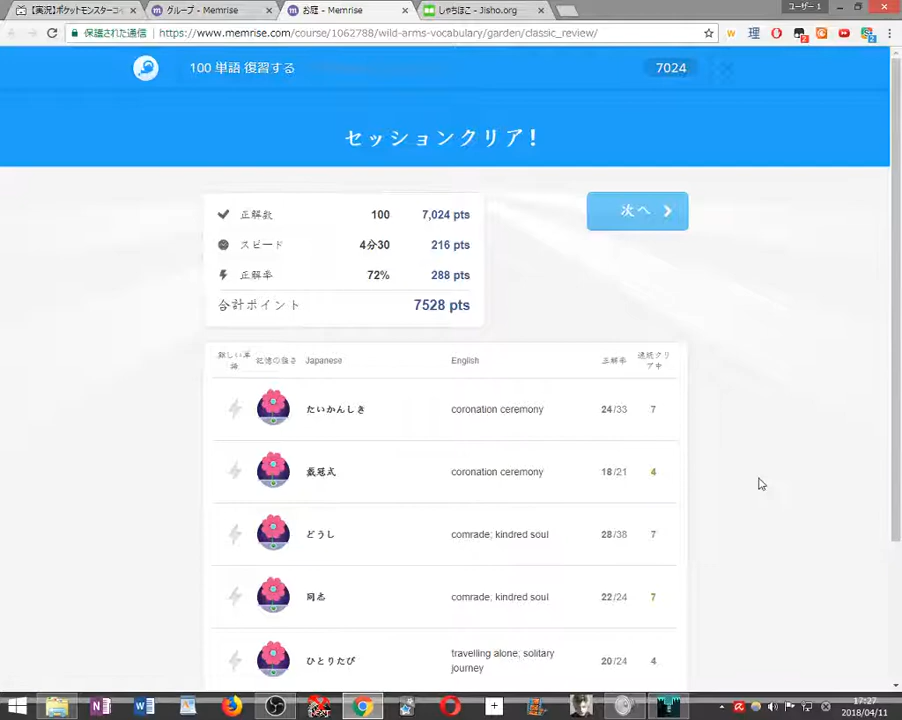 【実況】ポケットモンスターコ
グループ - Memrise
お庭 - Memrise
しゃちほこ - Jisho.org
ユーザー 1
保護された通信
https://www.memrise.com/course/1062788/wild-arms-vocabulary/garden/classic_review/
100 単語 復習する
7024
セッションクリア!
正解数 100 7,024 pts
スピード 4分30 216 pts
正解率 72% 288 pts
合計ポイント 7528 pts
次へ
難しい単語 記憶の強さ Japanese English 正解率 連続クリア中
たいかんしき coronation ceremony 24/33 7
戴冠式 coronation ceremony 18/21 4
どうし comrade; kindred soul 28/38 7
同志 comrade; kindred soul 22/24 7
ひとりたび travelling alone; solitary journey 20/24 4
17:27
2018/04/11